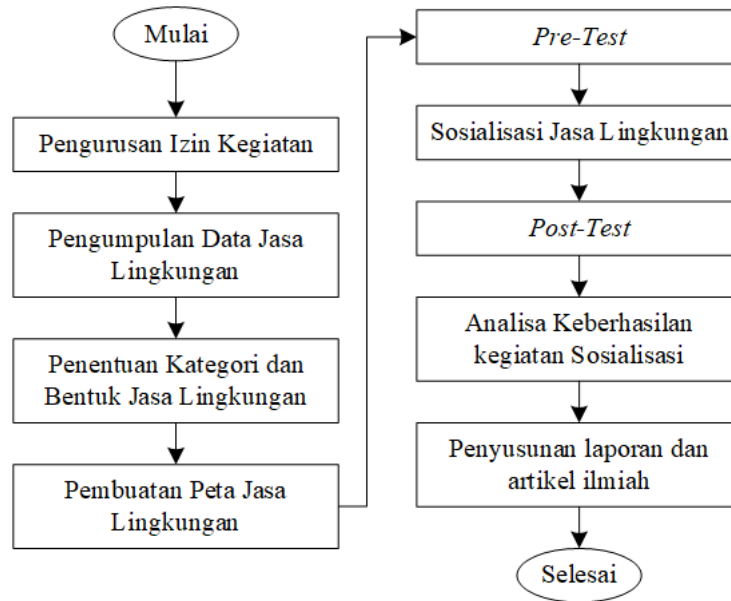 Mulai
Pengurusan Izin Kegiatan
Pengumpulan Data Jasa
Lingkungan
Penentuan Kategori dan
Bentuk Jasa Lingkungan
Pembuatan Peta Jasa
Lingkungan
Pre-Test
Sosialisasi Jasa Lingkungan
Post-Test
Analisa Keberhasilan
kegiatan Sosialisasi
Penyusunan laporan dan
artikel ilmiah
Selesai